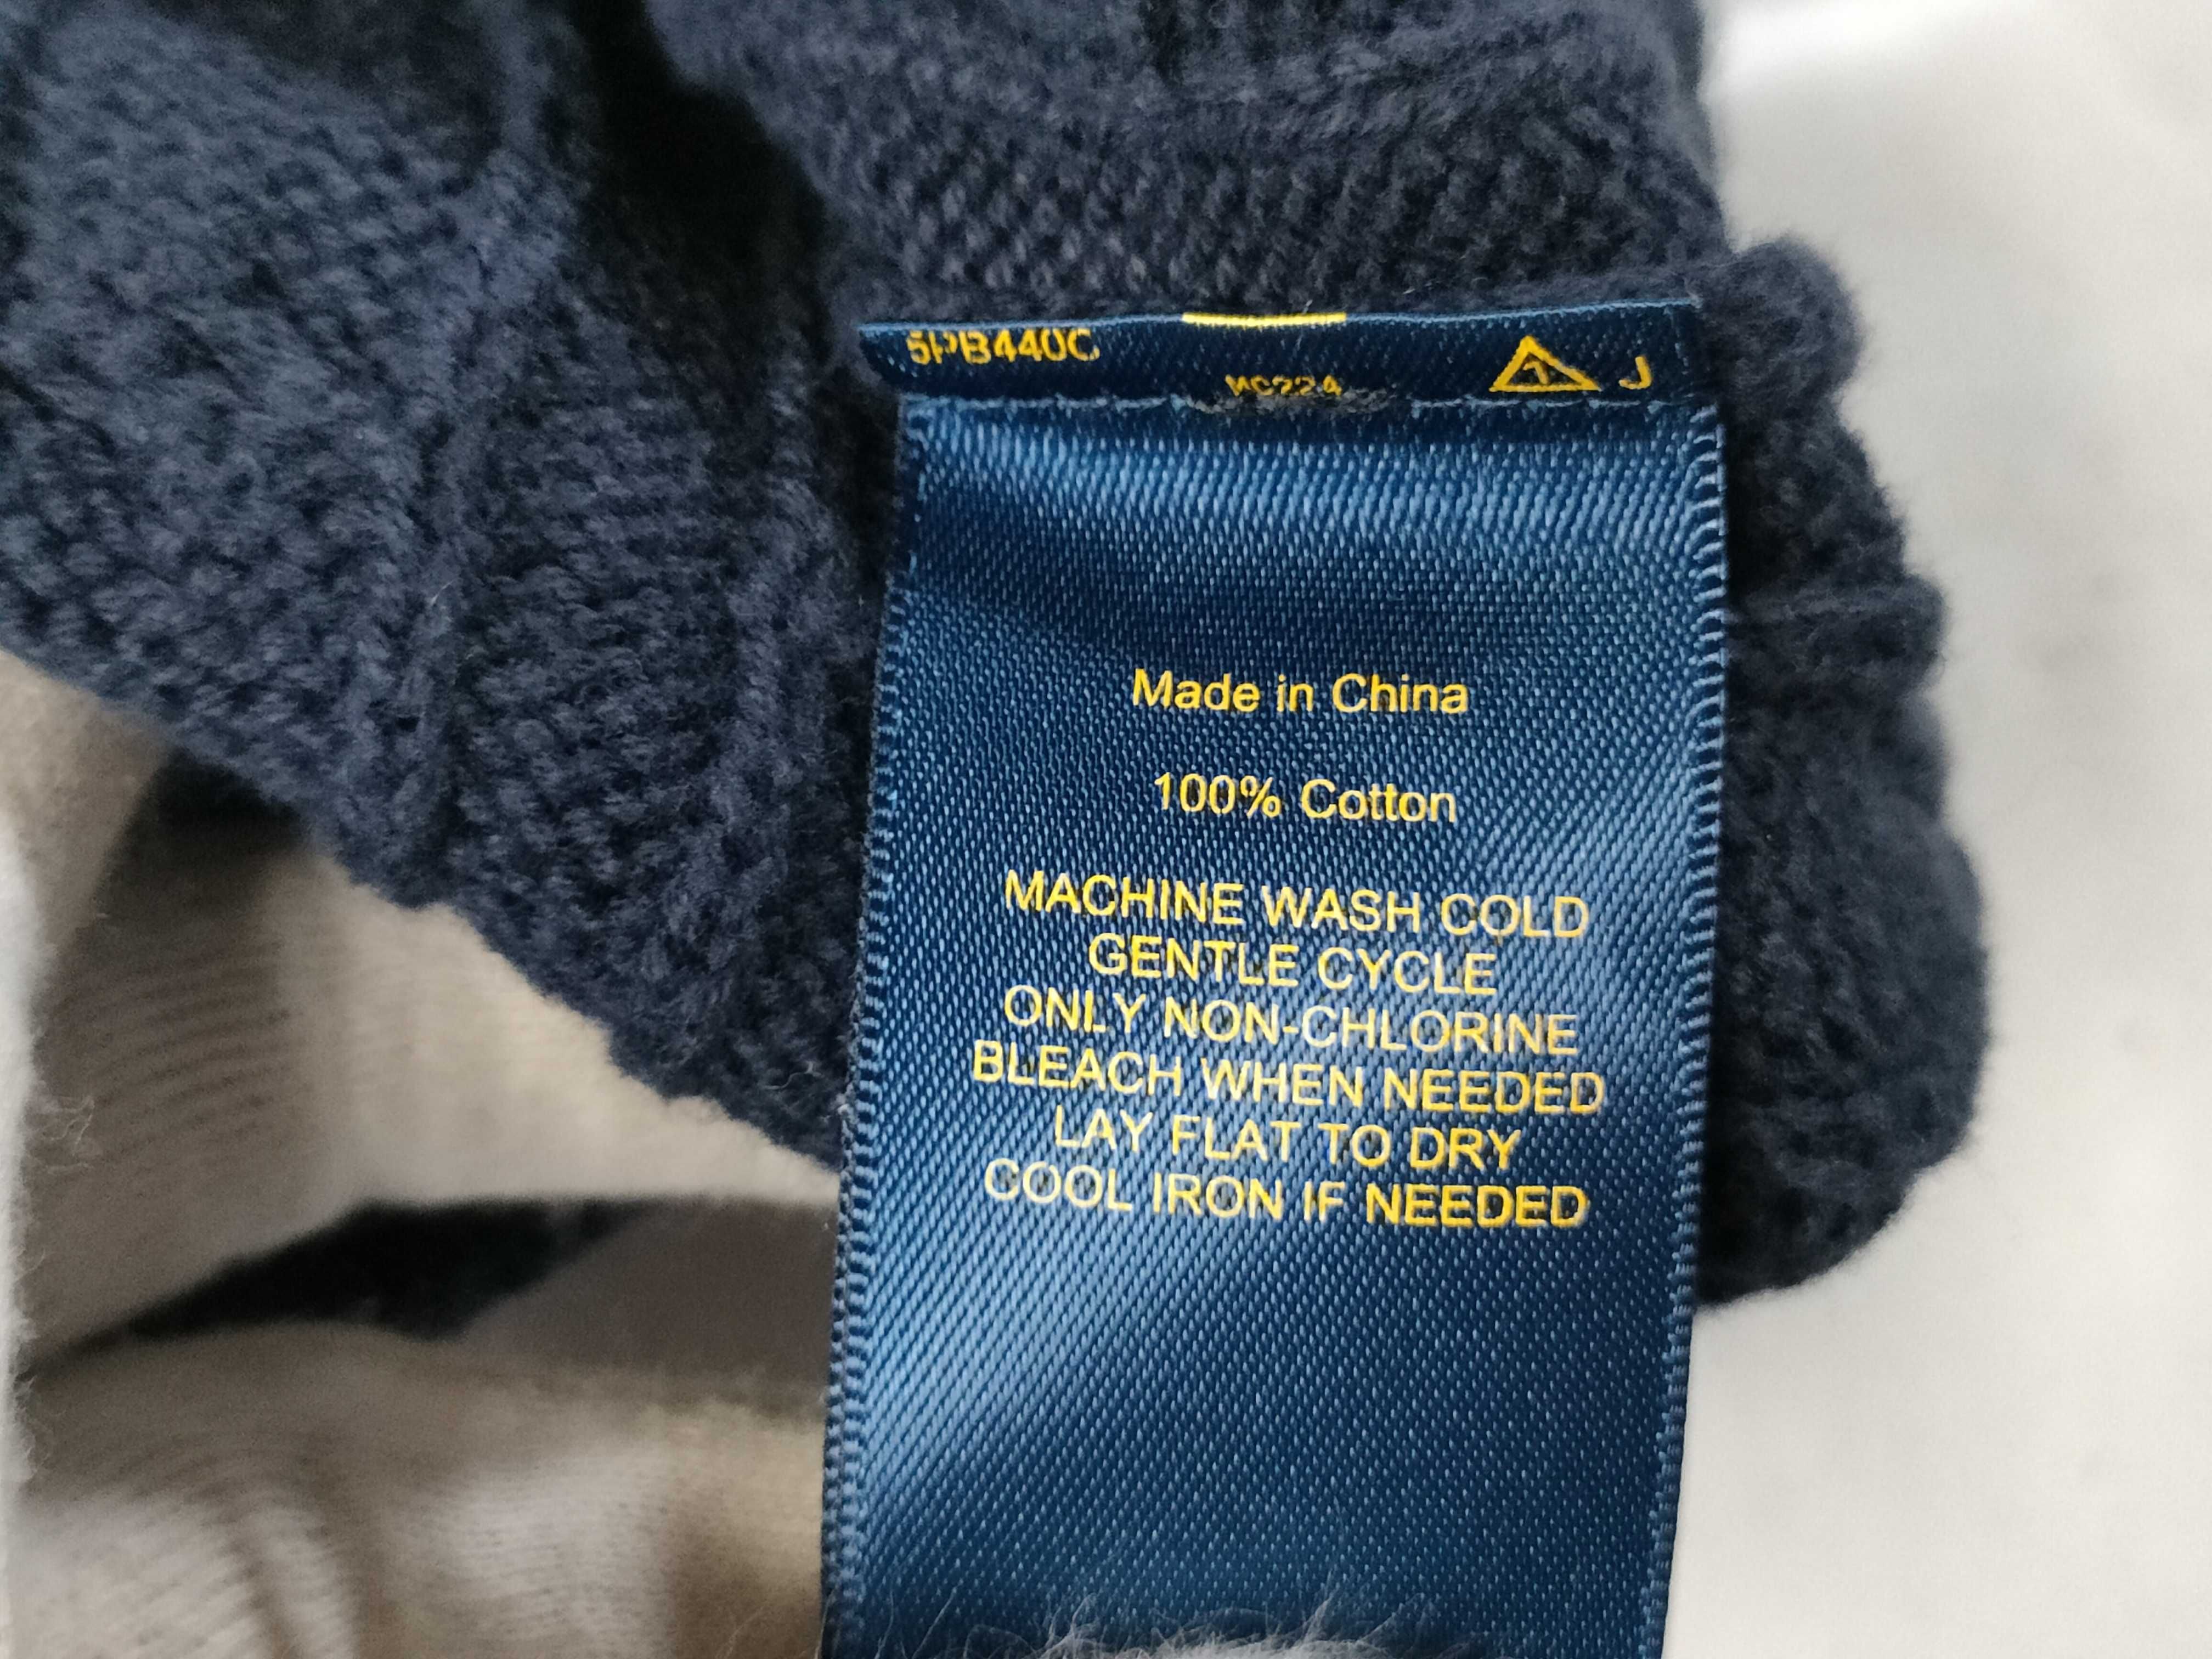 5PB440C
MC224
J
Made in China
100% Cotton
MACHINE WASH COLD
GENTLE CYCLE
ONLY NON-CHLORINE
BLEACH WHEN NEEDED
LAY FLAT TO DRY
COOL IRON IF NEEDED